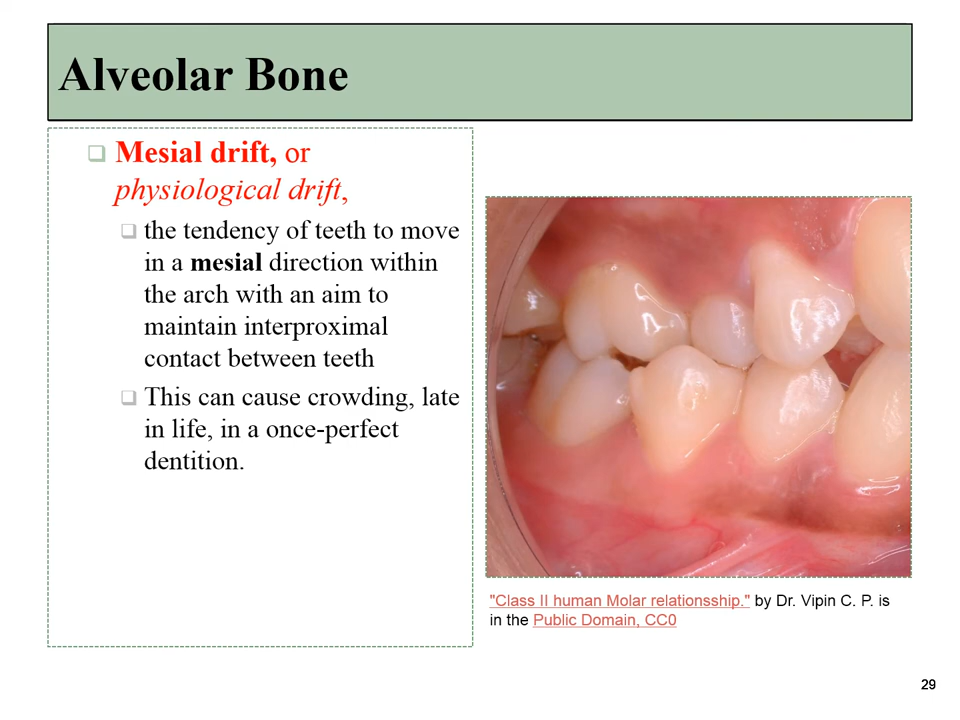 Alveolar Bone
Mesial drift, or
physiological drift,
the tendency of teeth to move
in a mesial direction within
the arch with an aim to
maintain interproximal
contact between teeth
This can cause crowding, late
in life, in a once-perfect
dentition.
"Class II human Molar relationsship." by Dr. Vipin C. P. is
in the Public Domain, CC0
29